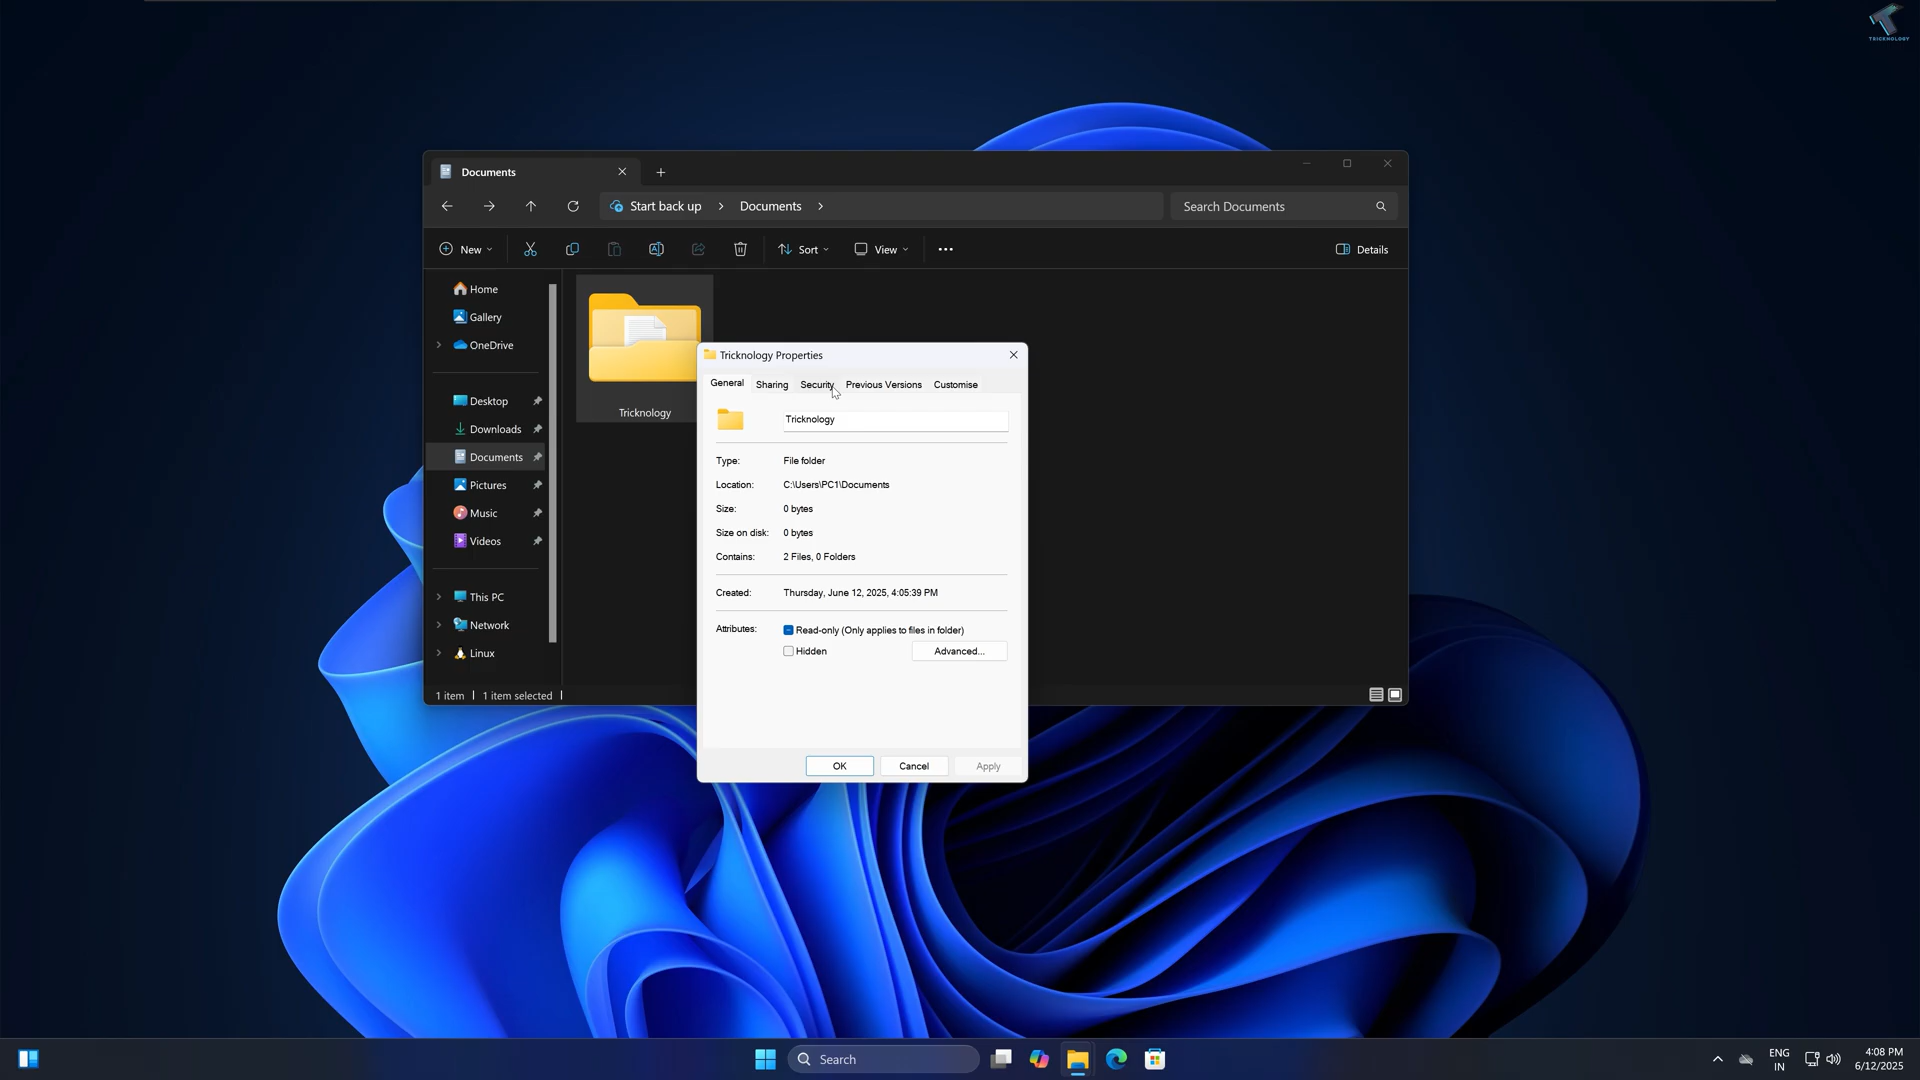 TRICKNOLOGY
Documents
Start back up
Documents
Search Documents
New
Sort
View
Details
Home
Gallery
OneDrive
Desktop
Downloads
Documents
Pictures
Music
Videos
This PC
Network
Linux
Tricknology
1 item
1 item selected
Tricknology Properties
General Sharing Security Previous Versions Customise
Tricknology
Type: File folder
Location: C:\Users\PC1\Documents
Size: 0 bytes
Size on disk: 0 bytes
Contains: 2 Files, 0 Folders
Created: Thursday, June 12, 2025, 4:05:39 PM
Attributes: Read-only (Only applies to files in folder)
Hidden Advanced...
OK Cancel Apply
Search
ENG
IN
4:08 PM
6/12/2025